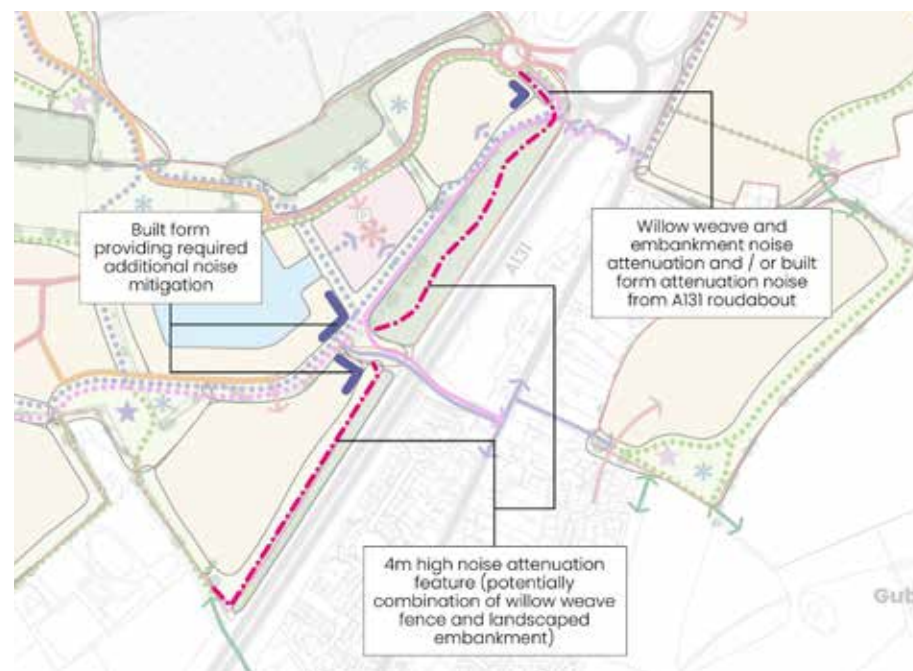 Built form
providing required
additional noise
mitigation
A131
Willow weave and
embankment noise
attenuation and / or built
form attenuation noise
from A131 roudabout
4m high noise attenuation
feature (potentially
combination of willow weave
fence and landscaped
embankment)
Gub